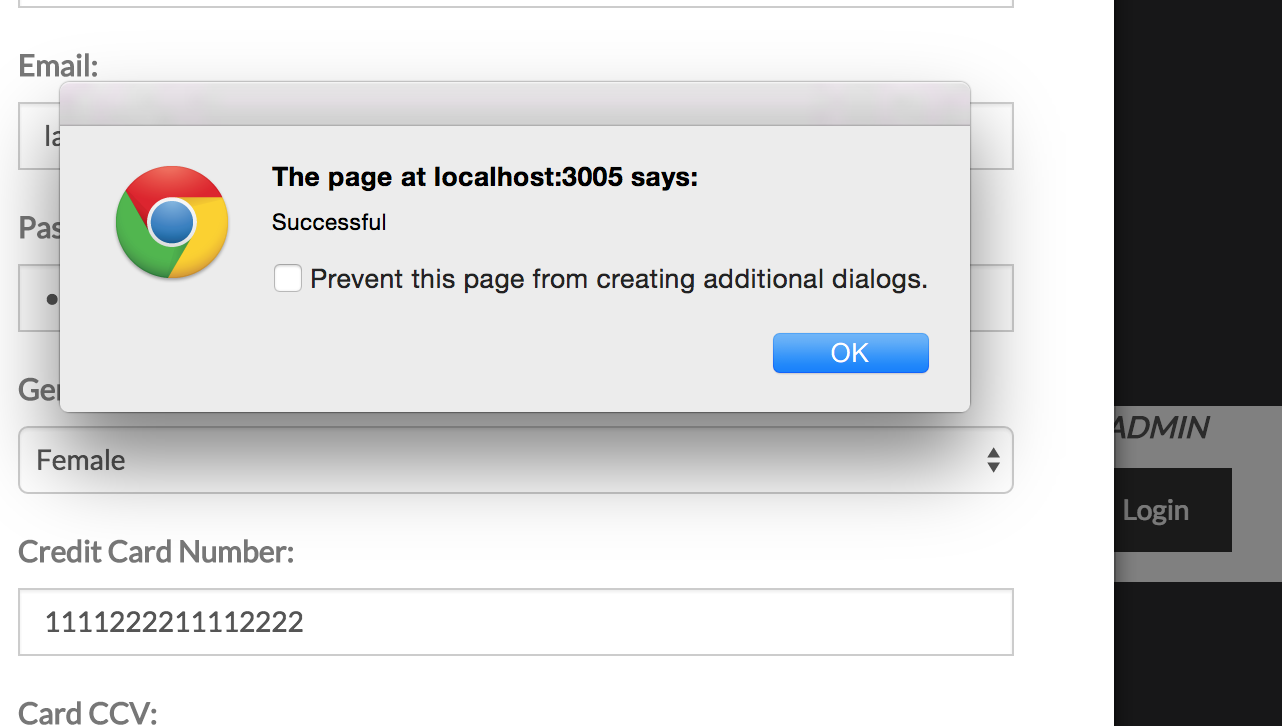 Email:
The page at localhost:3005 says:
Successful
Prevent this page from creating additional dialogs.
OK
ADMIN
Female
Login
Credit Card Number:
1111222211112222
Card CCV: